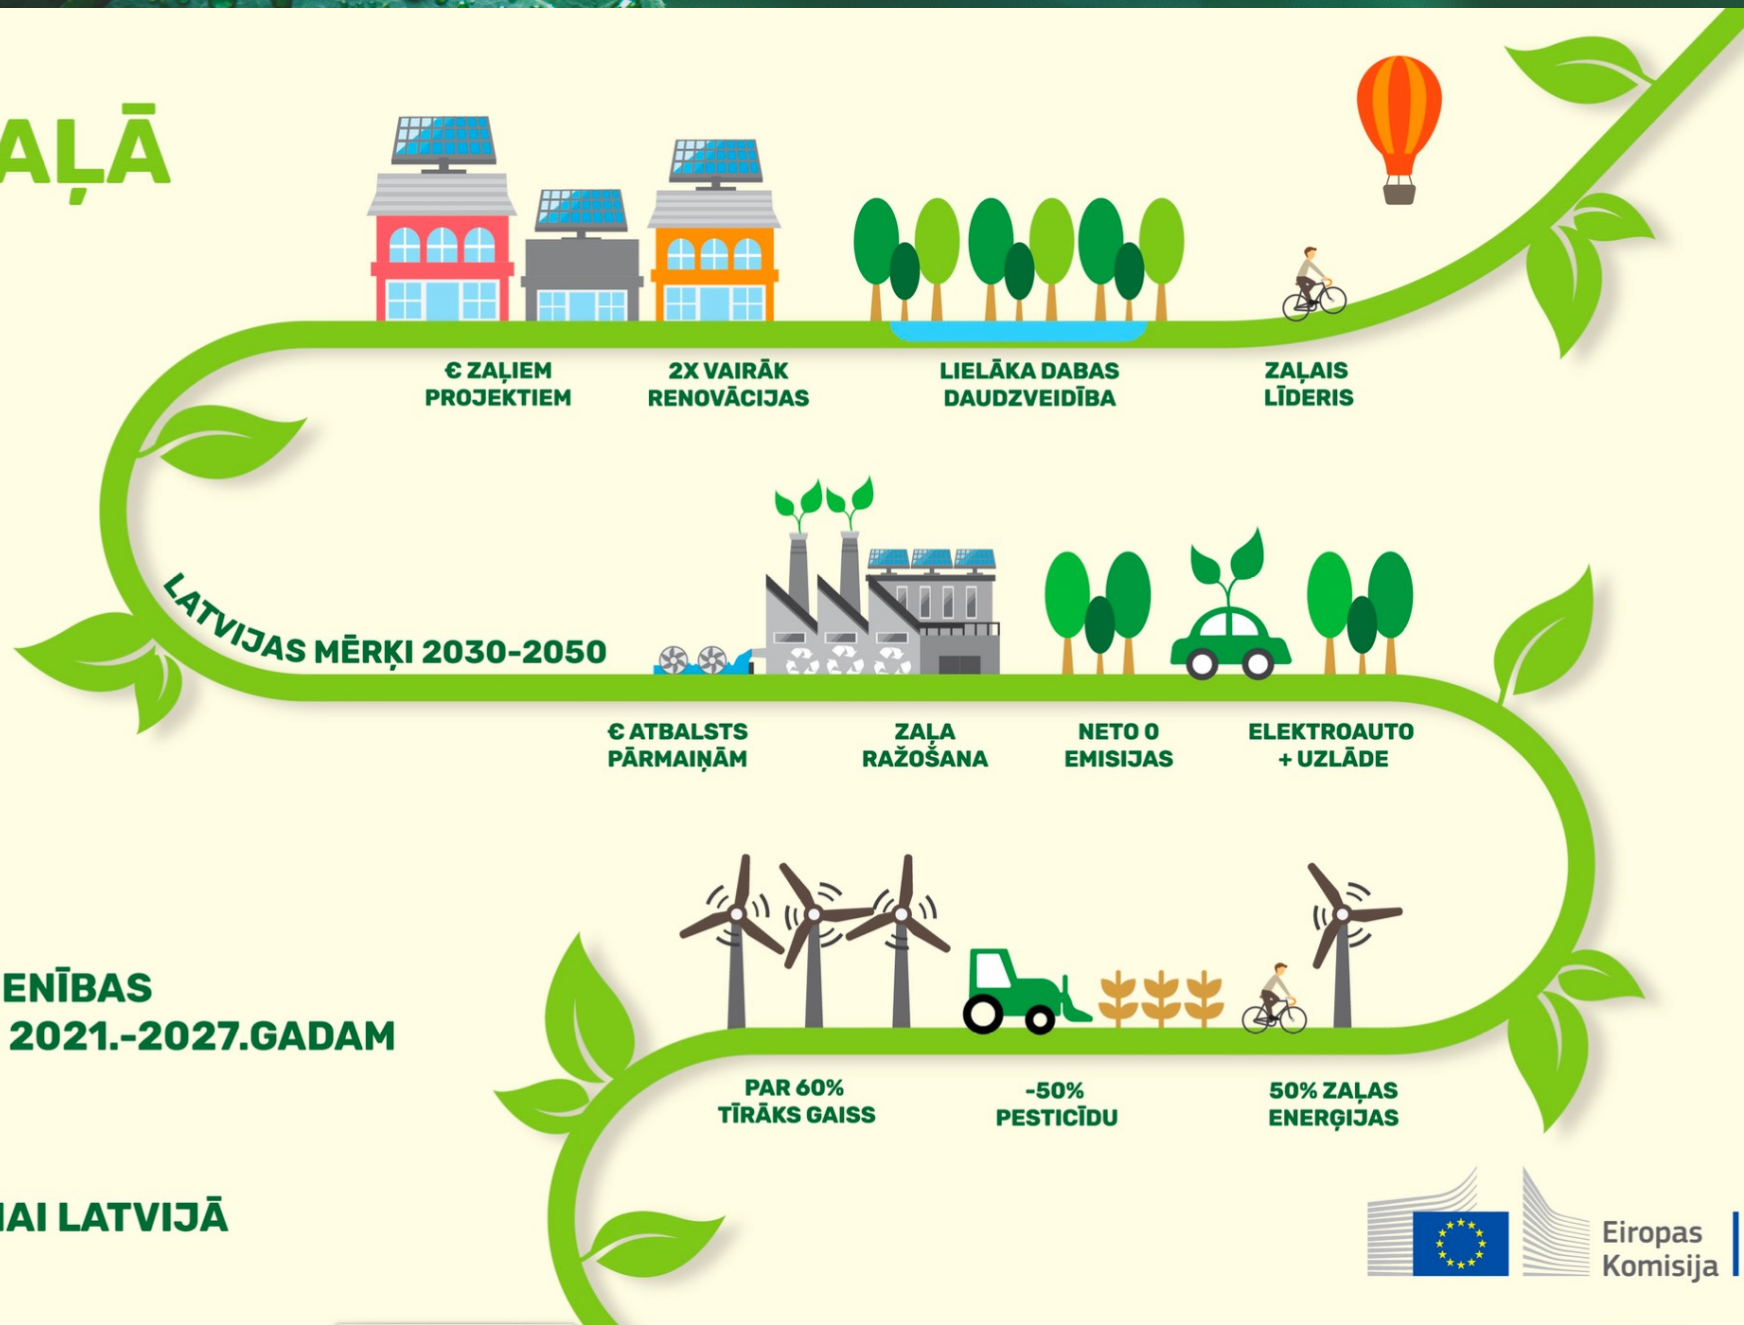 AĻĀ
€ ZAĻIEM
PROJEKTIEM
2X VAIRĀK
RENOVĀCIJAS
LIELĀKA DABAS
DAUDZVEIDĪBA
ZAĻAIS
LĪDERIS
LATVIJAS MĒRĶI 2030-2050
€ ATBALSTS
PĀRMAIŅĀM
ZAĻA
RAŽOŠANA
NETO 0
EMISIJAS
ELEKTROAUTO
+ UZLĀDE
ENĪBAS
2021.-2027.GADAM
PAR 60%
TĪRĀKS GAISS
-50%
PESTICĪDU
50% ZAĻAS
ENERĢIJAS
AI LATVIJĀ
Eiropas
Komisija